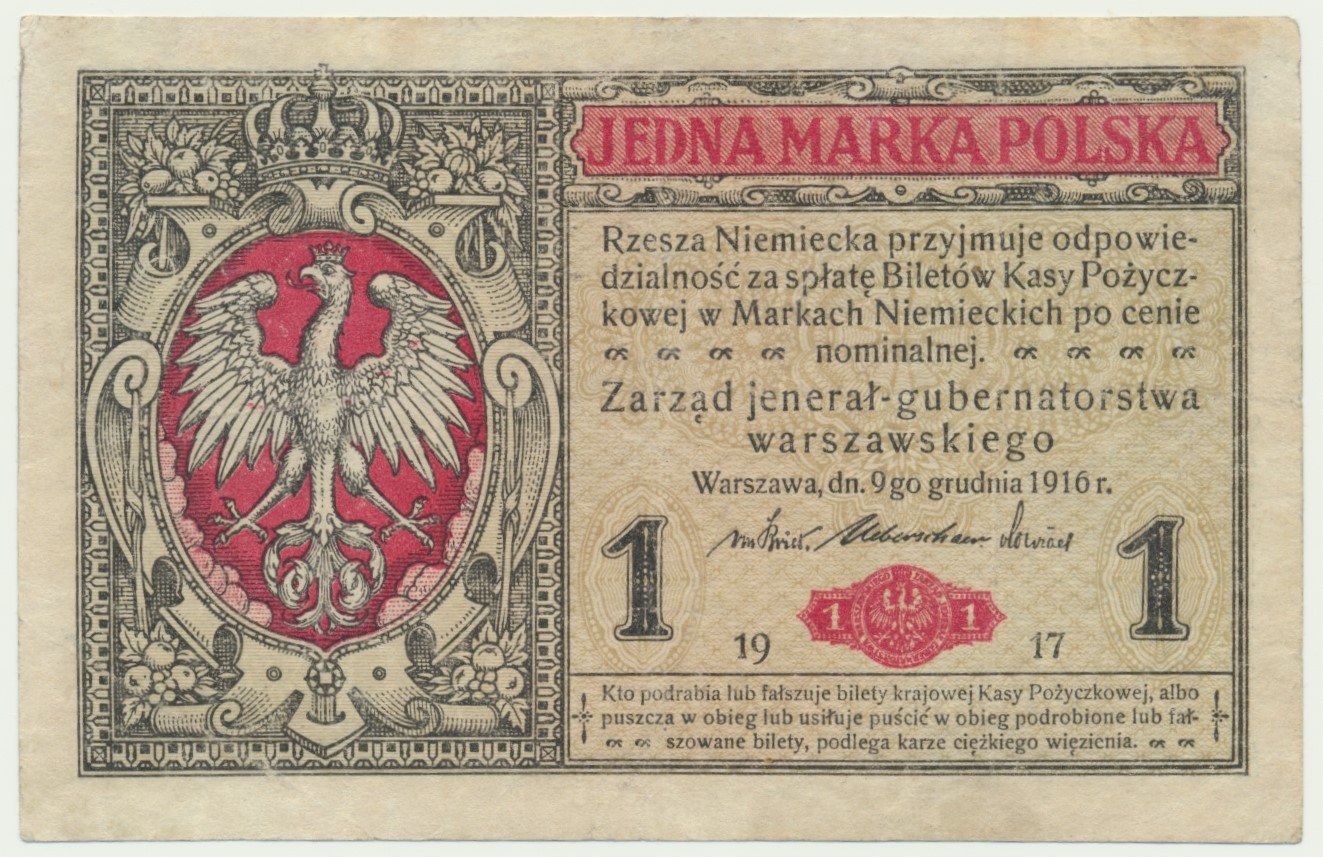 JEDNA MARKA POLSKA
Rzesza Niemiecka przyjmuje odpowie-
dzialność za spłatę Biletów Kasy Pożycz-
kowej w Markach Niemieckich po cenie
nominalnej.
Zarząd jenerał-gubernatorstwa
warszawskiego
Warszawa, dn. 9go grudnia 1916 r.
1 1
1 1
19 17
Kto podrabia lub fałszuje bilety krajowej Kasy Pożyczkowej, albo
puszcza w obieg lub usiłuje puścić w obieg podrobione lub fał-
szowane bilety, podlega karze ciężkiego więzienia.